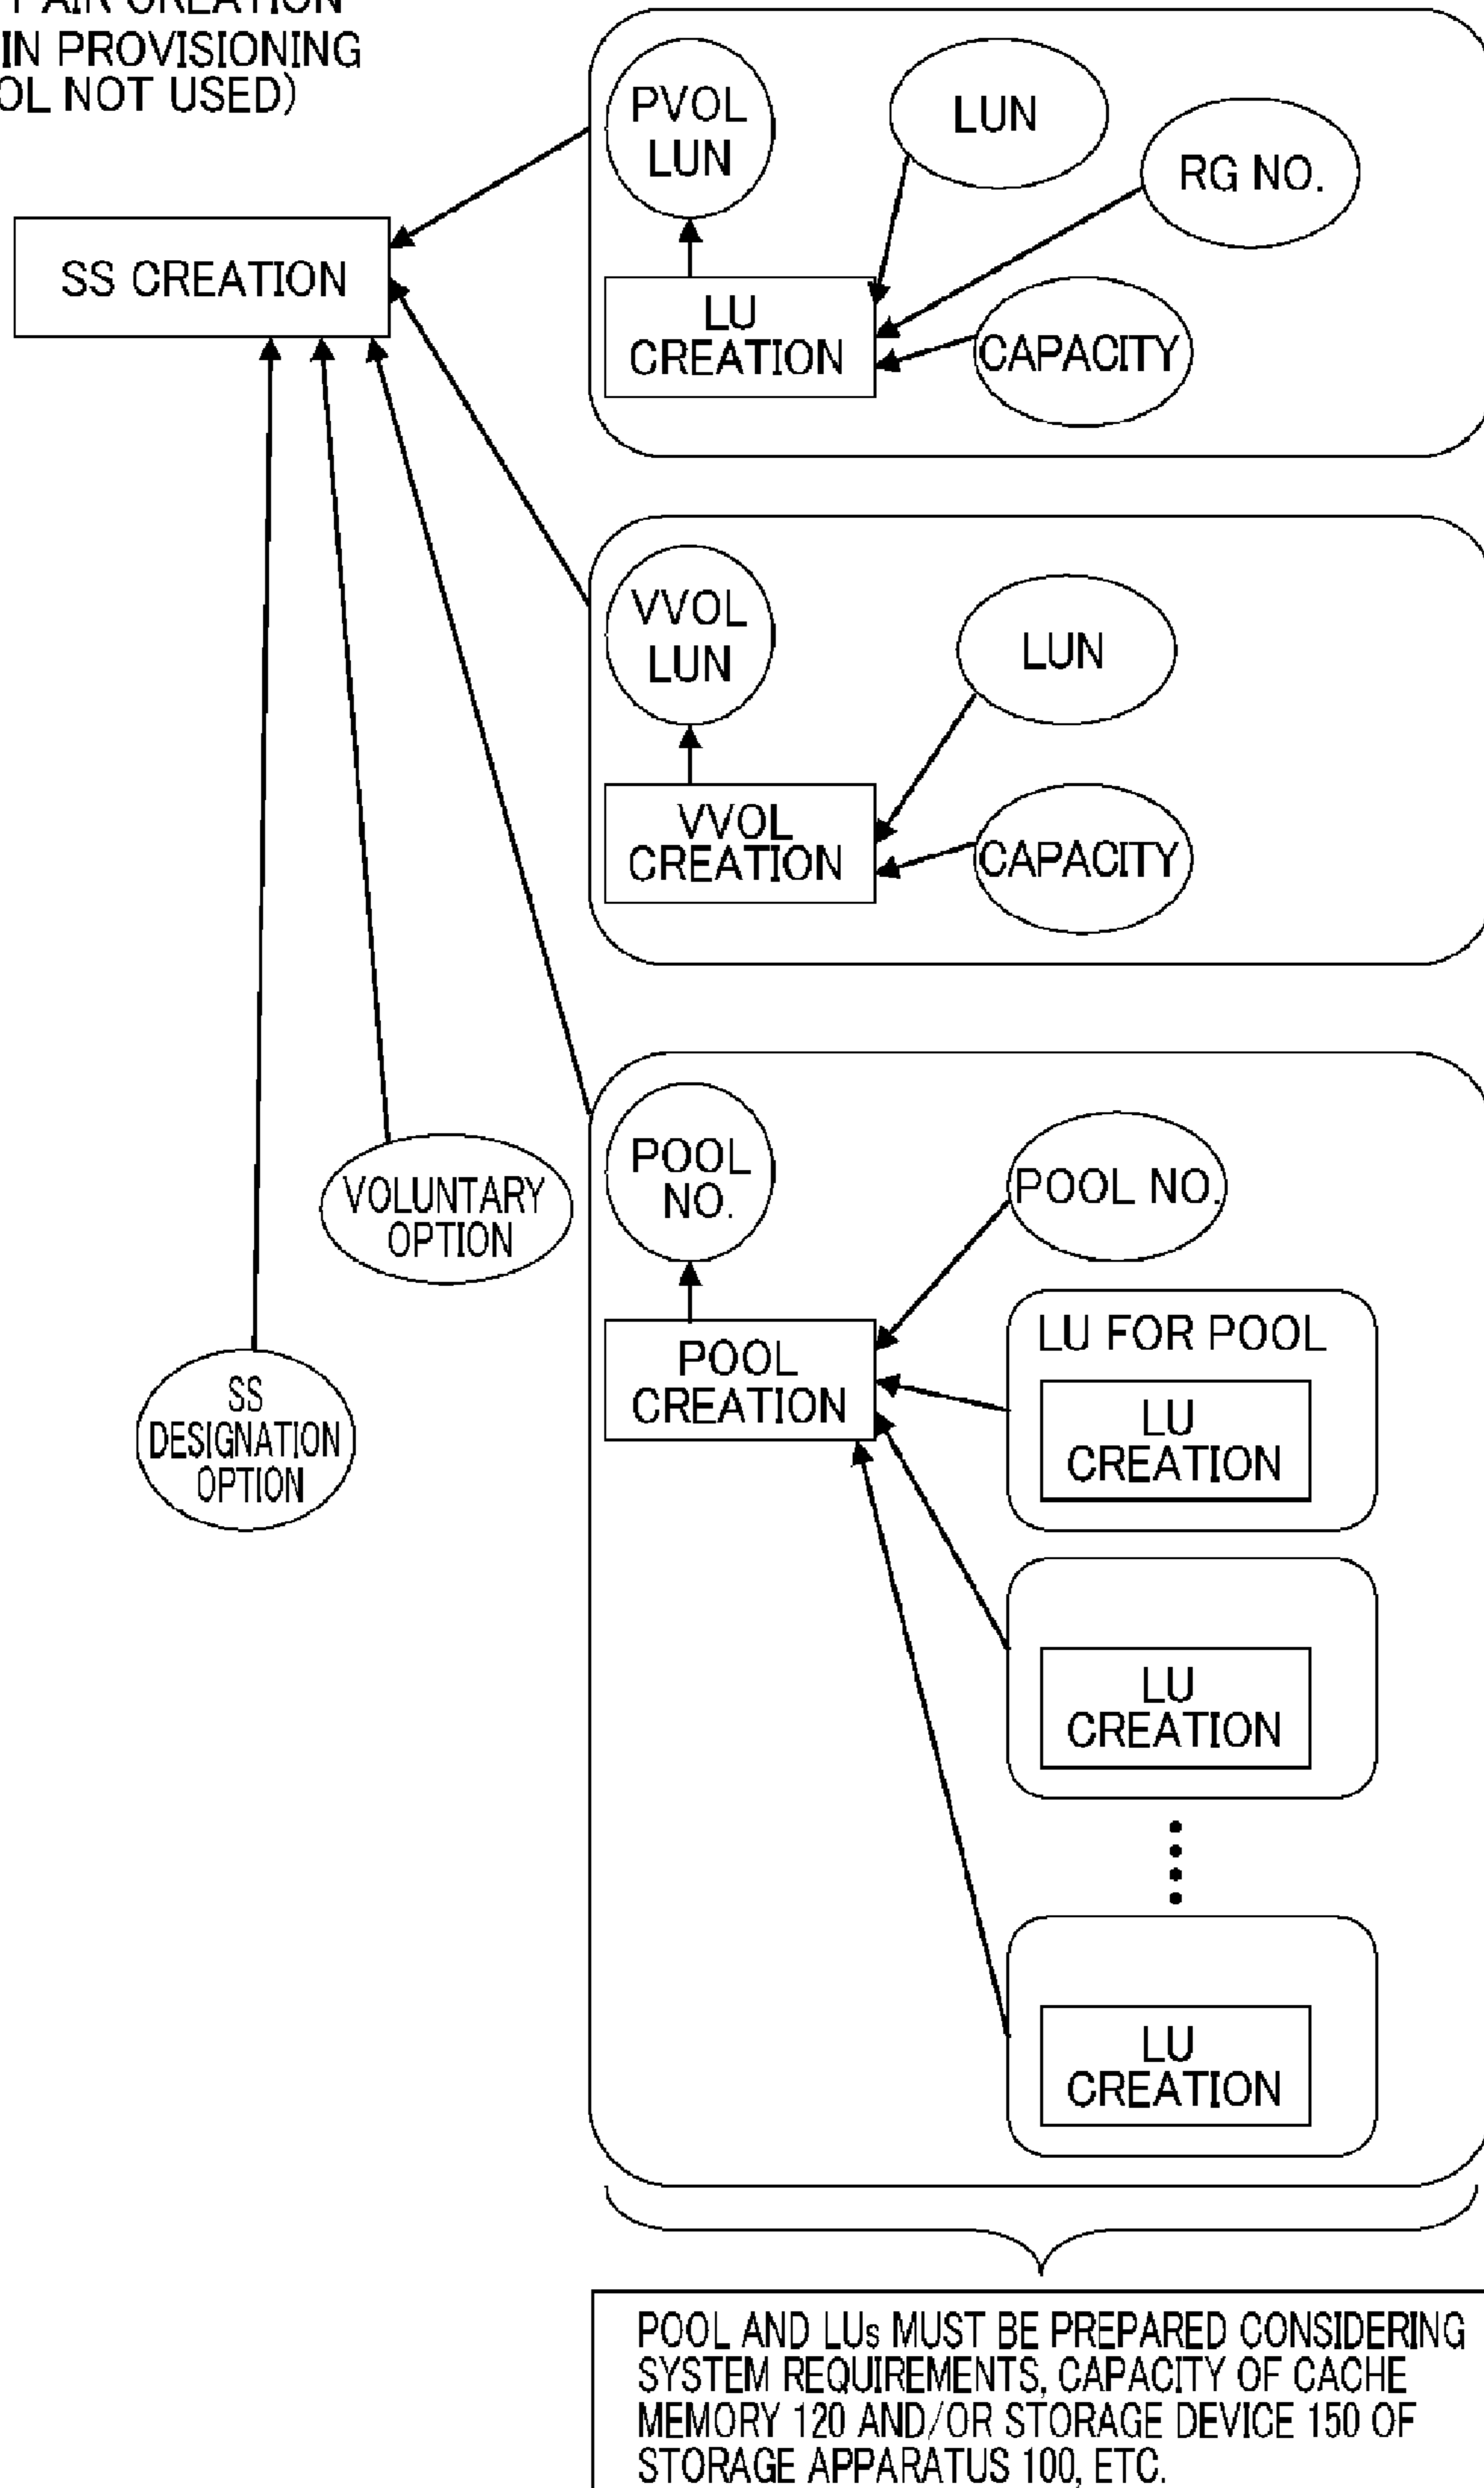 PAIR CREATION
IN PROVISIONING
OL NOT USED)
SS CREATION
PVOL
LUN
LUN
RG NO.
LU
CREATION
CAPACITY
VVOL
LUN
LUN
VVOL
CREATION
CAPACITY
POOL
NO.
POOL NO.
VOLUNTARY
OPTION
POOL
CREATION
LU FOR POOL
LU
CREATION
SS
DESIGNATION
OPTION
LU
CREATION
LU
CREATION
POOL AND LUs MUST BE PREPARED CONSIDERING
SYSTEM REQUIREMENTS, CAPACITY OF CACHE
MEMORY 120 AND/OR STORAGE DEVICE 150 OF
STORAGE APPARATUS 100, ETC.